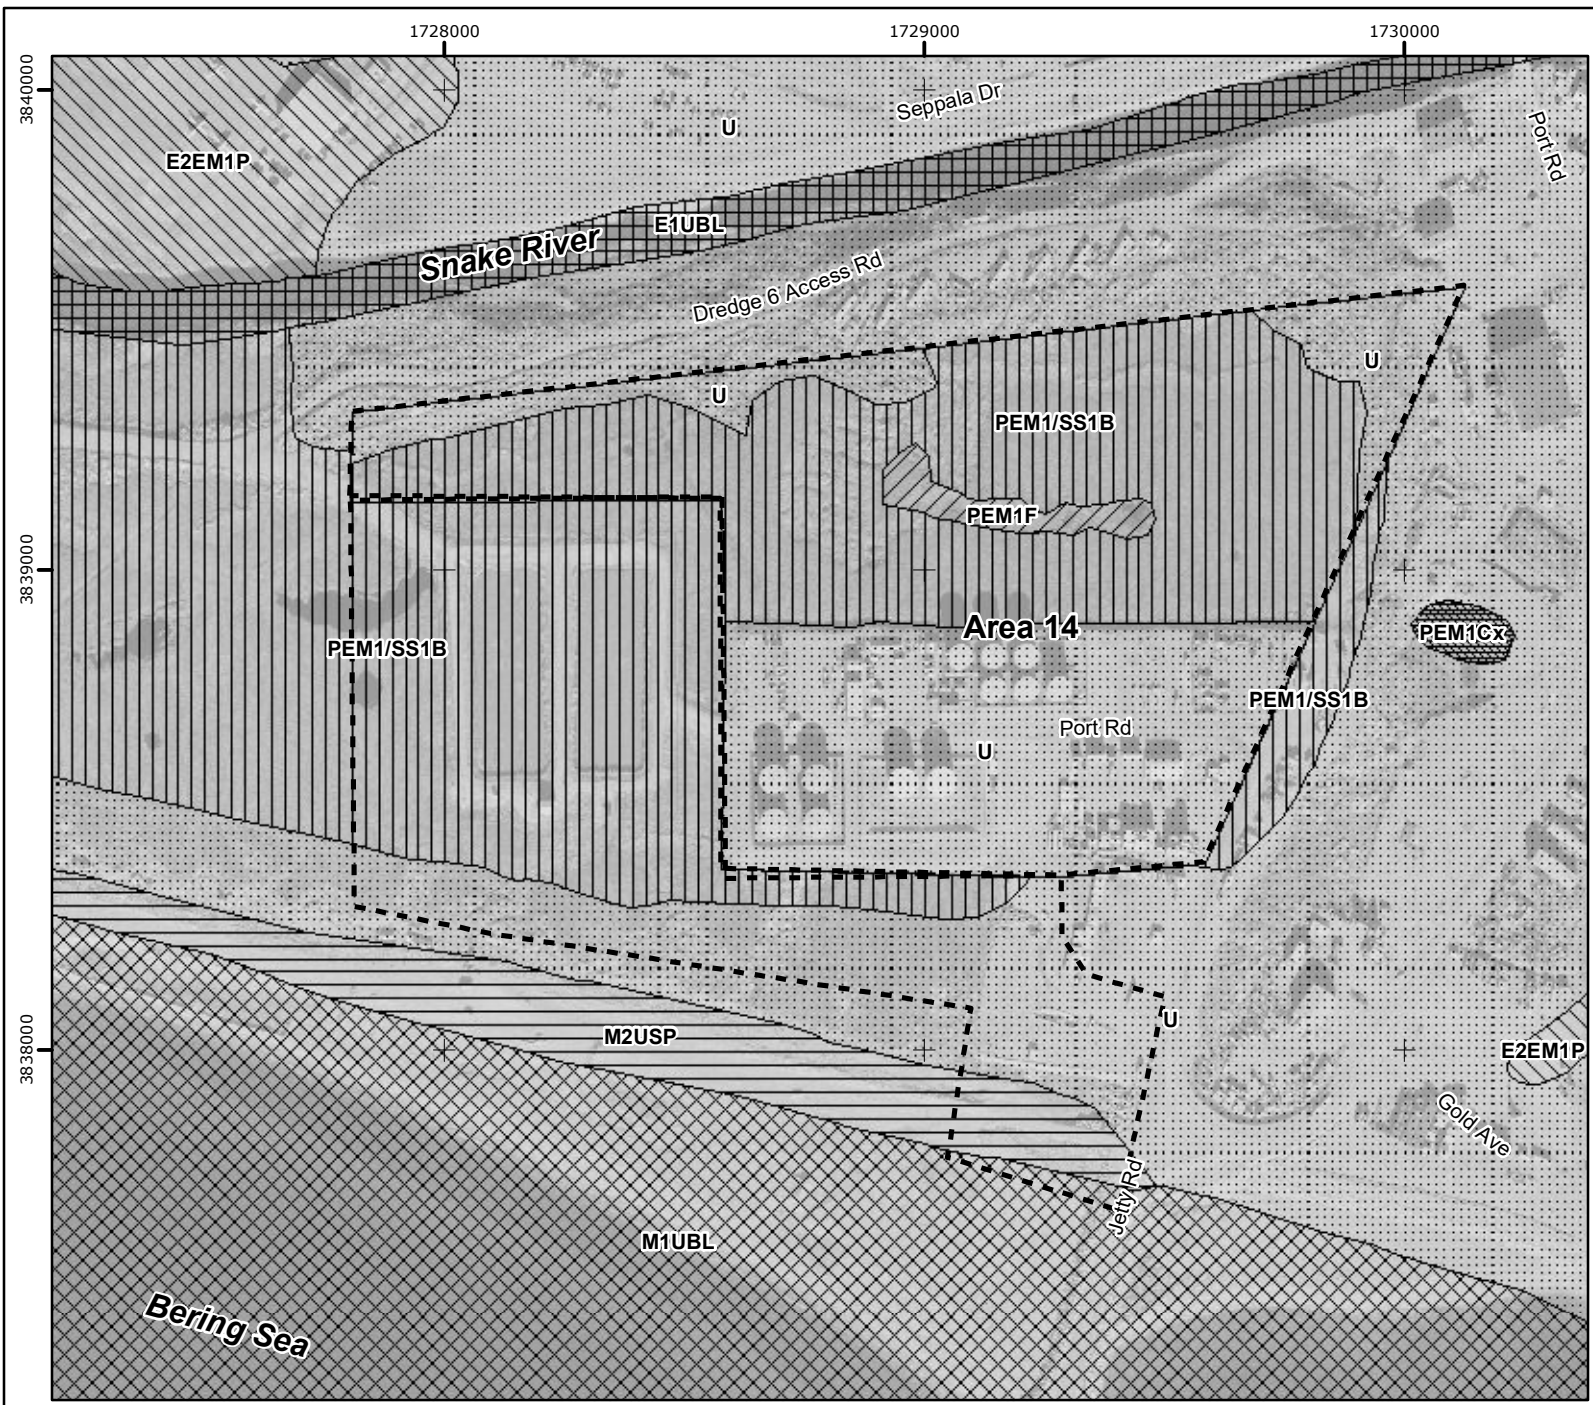 1728000
1729000
1730000
3840000
Seppala Dr
Port Rd
U
E2EM1P
E1UBL
Snake River
Dredge 6 Access Rd
U
U
PEM1/SS1B
PEM1F
3839000
Area 14
PEM1Cx
PEM1/SS1B
PEM1/SS1B
Port Rd
U
U
M2USP
3838000
E2EM1P
Gold Ave
Jetty Rd
M1UBL
Bering Sea